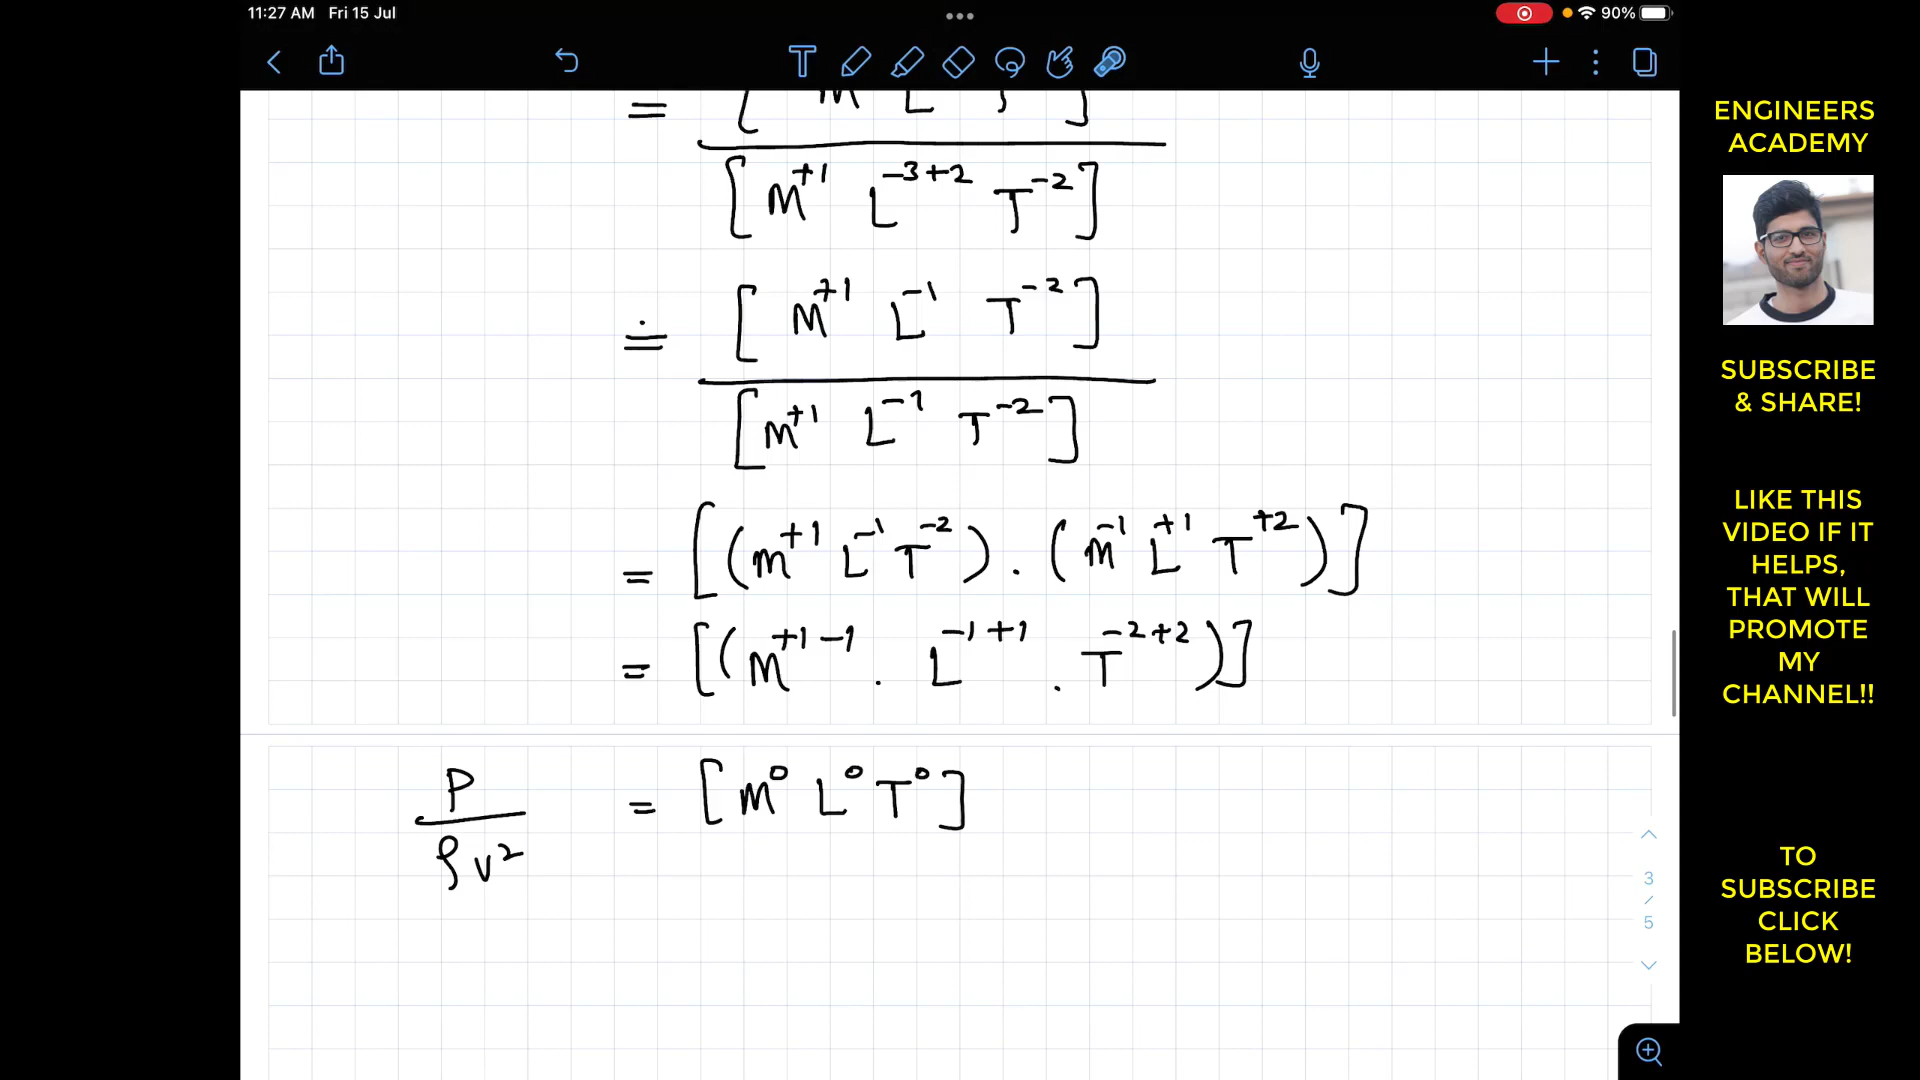 11:27 AM Fri 15 Jul
90%
= [M L T]
[M^{+1} L^{-3+2} T^{-2}]
≐ [M^{+1} L^{-1} T^{-2}]
[M^{+1} L^{-1} T^{-2}]
= [(M^{+1} L^{-1} T^{-2}) . (M^{-1} L^{+1} T^{+2})]
= [(M^{+1-1} . L^{-1+1} . T^{-2+2})]
P = [M^0 L^0 T^0]
ρ v^2
3
/
5
ENGINEERS
ACADEMY
SUBSCRIBE
& SHARE!
LIKE THIS
VIDEO IF IT
HELPS,
THAT WILL
PROMOTE
MY
CHANNEL!!
TO
SUBSCRIBE
CLICK
BELOW!